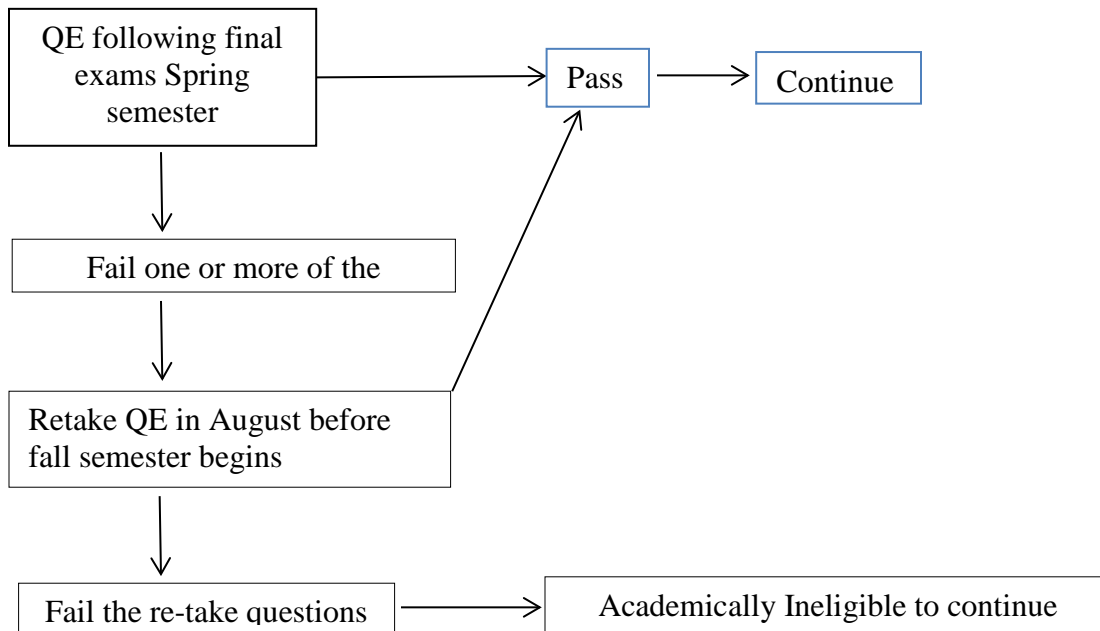 QE following final
exams Spring
semester
Pass
Continue
Fail one or more of the
Retake QE in August before
fall semester begins
Fail the re-take questions
Academically Ineligible to continue